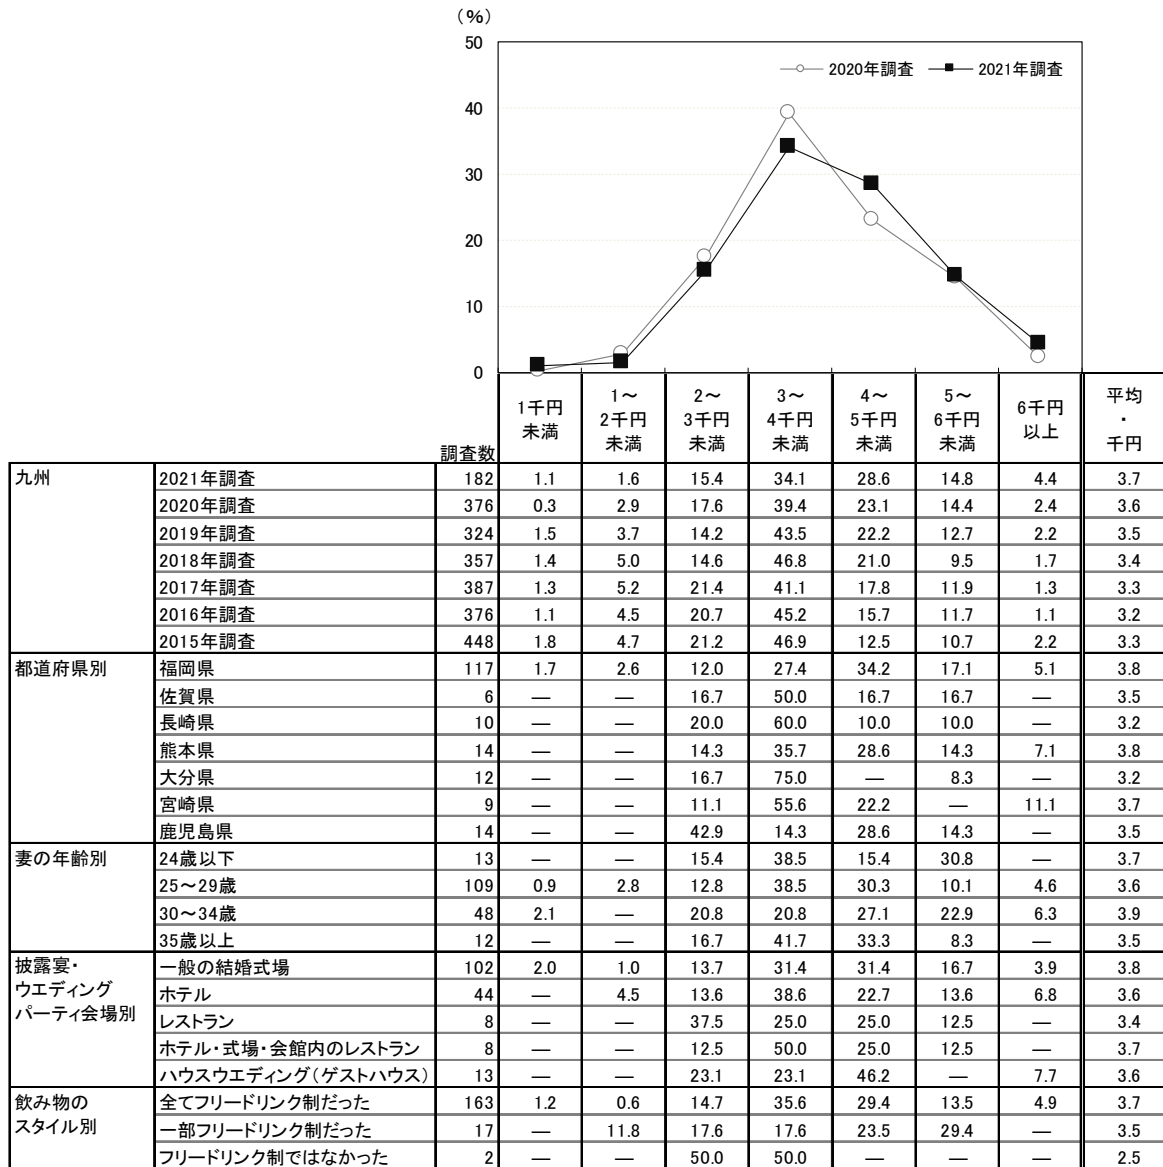 （％）
50
40
30
20
10
0
2020年調査 2021年調査
調査数 1千円未満 1～2千円未満 2～3千円未満 3～4千円未満 4～5千円未満 5～6千円未満 6千円以上 平均・千円
九州 2021年調査 182 1.1 1.6 15.4 34.1 28.6 14.8 4.4 3.7
2020年調査 376 0.3 2.9 17.6 39.4 23.1 14.4 2.4 3.6
2019年調査 324 1.5 3.7 14.2 43.5 22.2 12.7 2.2 3.5
2018年調査 357 1.4 5.0 14.6 46.8 21.0 9.5 1.7 3.4
2017年調査 387 1.3 5.2 21.4 41.1 17.8 11.9 1.3 3.3
2016年調査 376 1.1 4.5 20.7 45.2 15.7 11.7 1.1 3.2
2015年調査 448 1.8 4.7 21.2 46.9 12.5 10.7 2.2 3.3
都道府県別 福岡県 117 1.7 2.6 12.0 27.4 34.2 17.1 5.1 3.8
佐賀県 6 ― ― 16.7 50.0 16.7 16.7 ― 3.5
長崎県 10 ― ― 20.0 60.0 10.0 10.0 ― 3.2
熊本県 14 ― ― 14.3 35.7 28.6 14.3 7.1 3.8
大分県 12 ― ― 16.7 75.0 ― 8.3 ― 3.2
宮崎県 9 ― ― 11.1 55.6 22.2 ― 11.1 3.7
鹿児島県 14 ― ― 42.9 14.3 28.6 14.3 ― 3.5
妻の年齢別 24歳以下 13 ― ― 15.4 38.5 15.4 30.8 ― 3.7
25～29歳 109 0.9 2.8 12.8 38.5 30.3 10.1 4.6 3.6
30～34歳 48 2.1 ― 20.8 20.8 27.1 22.9 6.3 3.9
35歳以上 12 ― ― 16.7 41.7 33.3 8.3 ― 3.5
披露宴・ウエディングパーティ会場別 一般の結婚式場 102 2.0 1.0 13.7 31.4 31.4 16.7 3.9 3.8
ホテル 44 ― 4.5 13.6 38.6 22.7 13.6 6.8 3.6
レストラン 8 ― ― 37.5 25.0 25.0 12.5 ― 3.4
ホテル・式場・会館内のレストラン 8 ― ― 12.5 50.0 25.0 12.5 ― 3.7
ハウスウエディング（ゲストハウス） 13 ― ― 23.1 23.1 46.2 ― 7.7 3.6
飲み物のスタイル別 全てフリードリンク制だった 163 1.2 0.6 14.7 35.6 29.4 13.5 4.9 3.7
一部フリードリンク制だった 17 ― 11.8 17.6 17.6 23.5 29.4 ― 3.5
フリードリンク制ではなかった 2 ― ― 50.0 50.0 ― ― ― 2.5